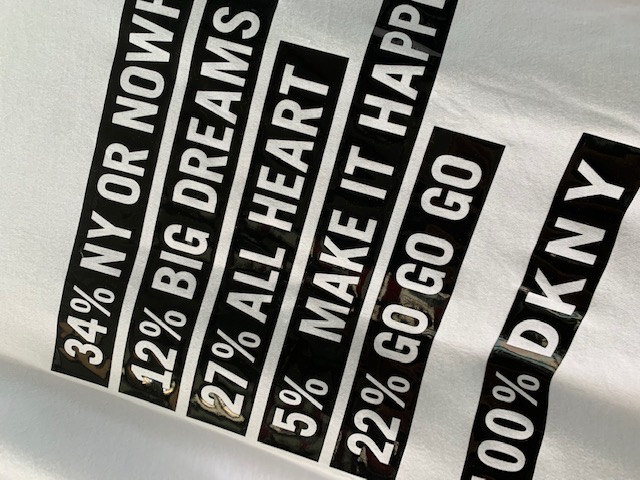 34% NY OR NOWH
12% BIG DREAMS
27% ALL HEART
5% MAKE IT HAPPE
22% GO GO GO
100% DKNY